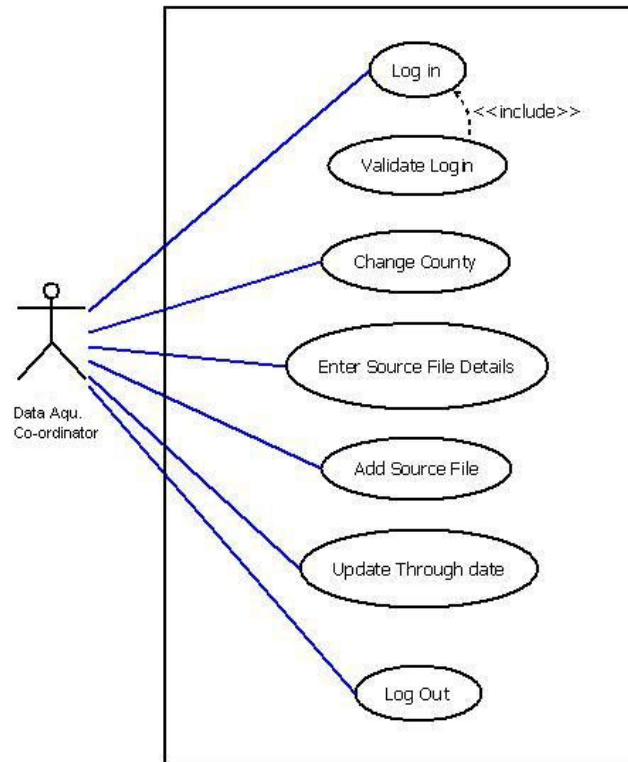 Log in
<<include>>
Validate Login
Change County
Enter Source File Details
Data Aqu.
Co-ordinator
Add Source File
Update Through date
Log Out